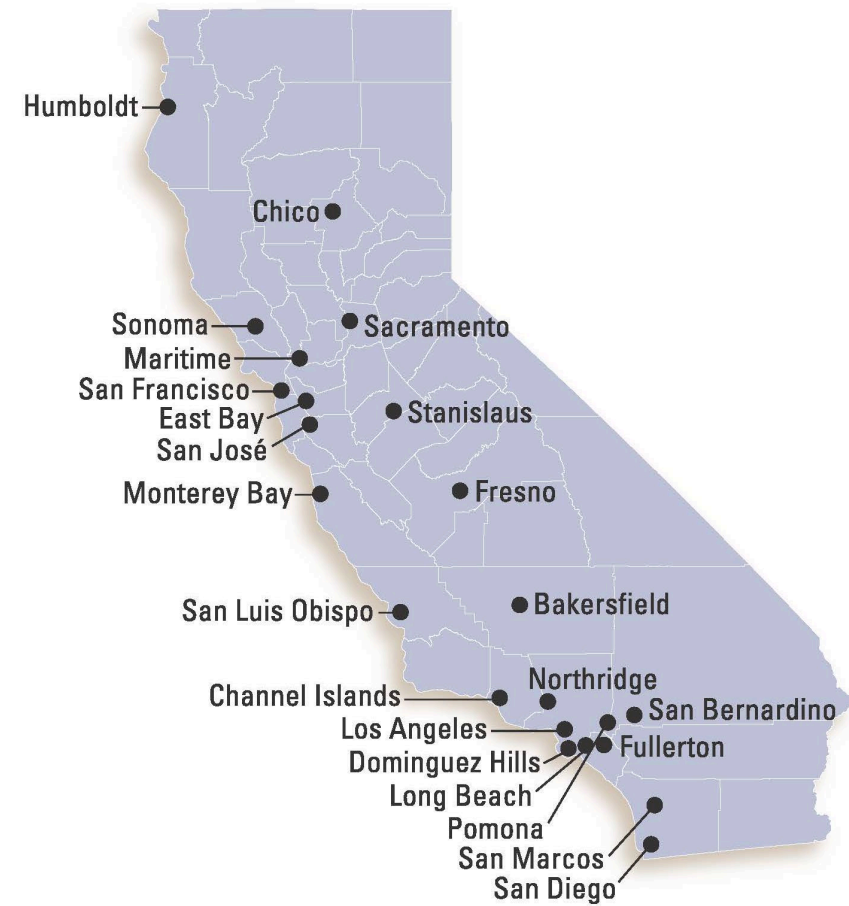 Humboldt
Chico
Sonoma
Sacramento
Maritime
San Francisco
East Bay
Stanislaus
San José
Monterey Bay
Fresno
San Luis Obispo
Bakersfield
Northridge
Channel Islands
San Bernardino
Los Angeles
Fullerton
Dominguez Hills
Long Beach
Pomona
San Marcos
San Diego